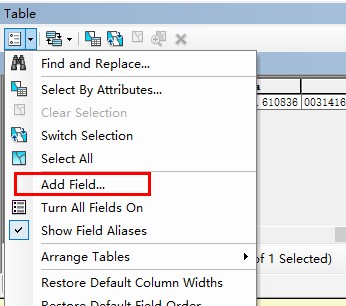 Table
Find and Replace...
Select By Attributes...
Clear Selection
Switch Selection
Select All
Add Field...
Turn All Fields On
Show Field Aliases
Arrange Tables
Restore Default Column Widths
Restore Default Field Order
610836 0031416
of 1 Selected)